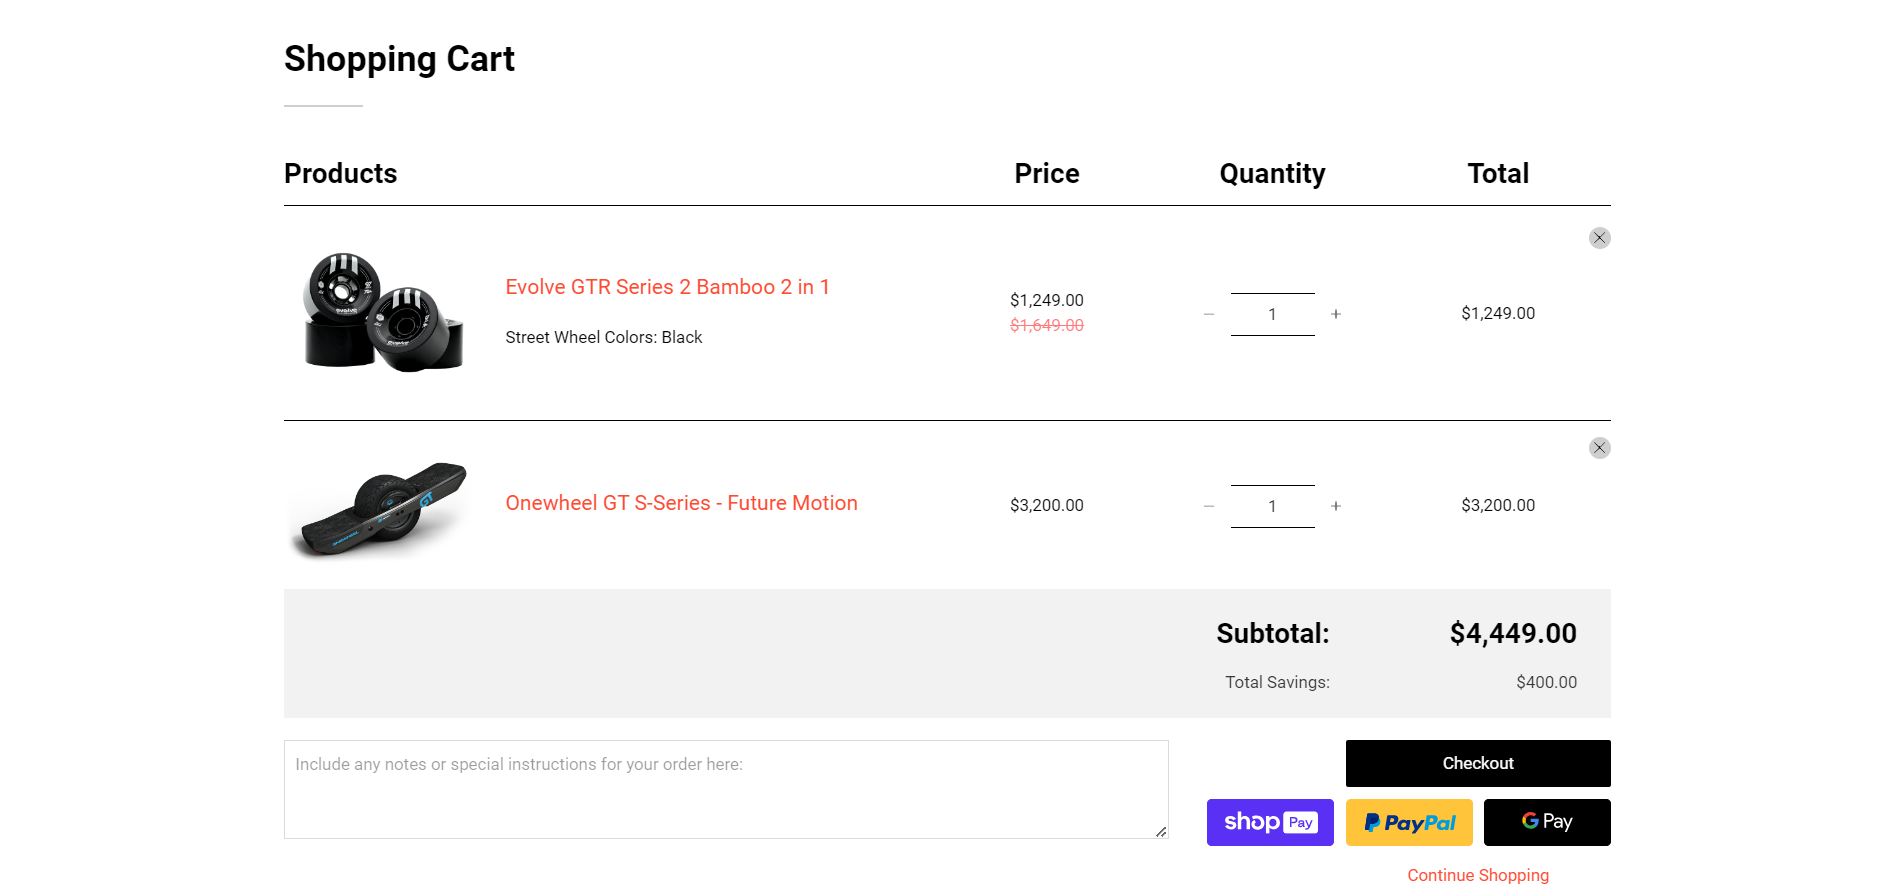 Shopping Cart
Products Price Quantity Total
Evolve GTR Series 2 Bamboo 2 in 1
Street Wheel Colors: Black
$1,249.00
$1,649.00
1
$1,249.00
evolve
evolve
Onewheel GT S-Series - Future Motion
$3,200.00
1
$3,200.00
GT
Subtotal: $4,449.00
Total Savings: $400.00
Include any notes or special instructions for your order here:
Checkout
shop Pay
PayPal
G Pay
Continue Shopping